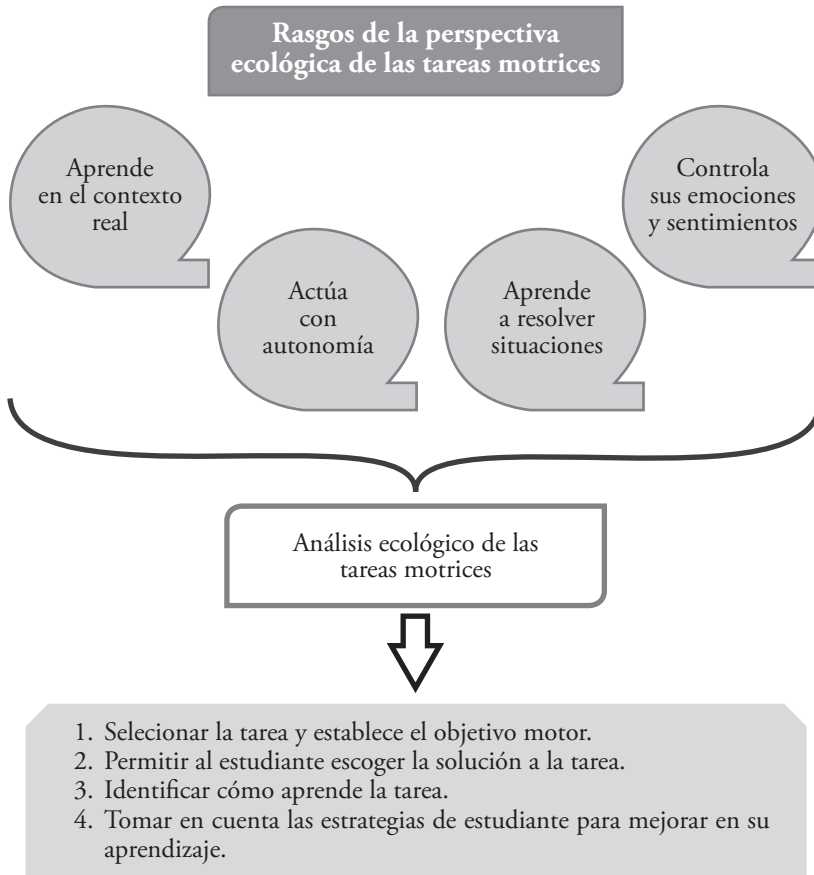 Rasgos de la perspectiva
ecológica de las tareas motrices
Aprende
en el contexto
real
Actúa
con
autonomía
Aprende
a resolver
situaciones
Controla
sus emociones
y sentimientos
Análisis ecológico de las
tareas motrices
1. Selecionar la tarea y establece el objetivo motor.
2. Permitir al estudiante escoger la solución a la tarea.
3. Identificar cómo aprende la tarea.
4. Tomar en cuenta las estrategias de estudiante para mejorar en su
aprendizaje.